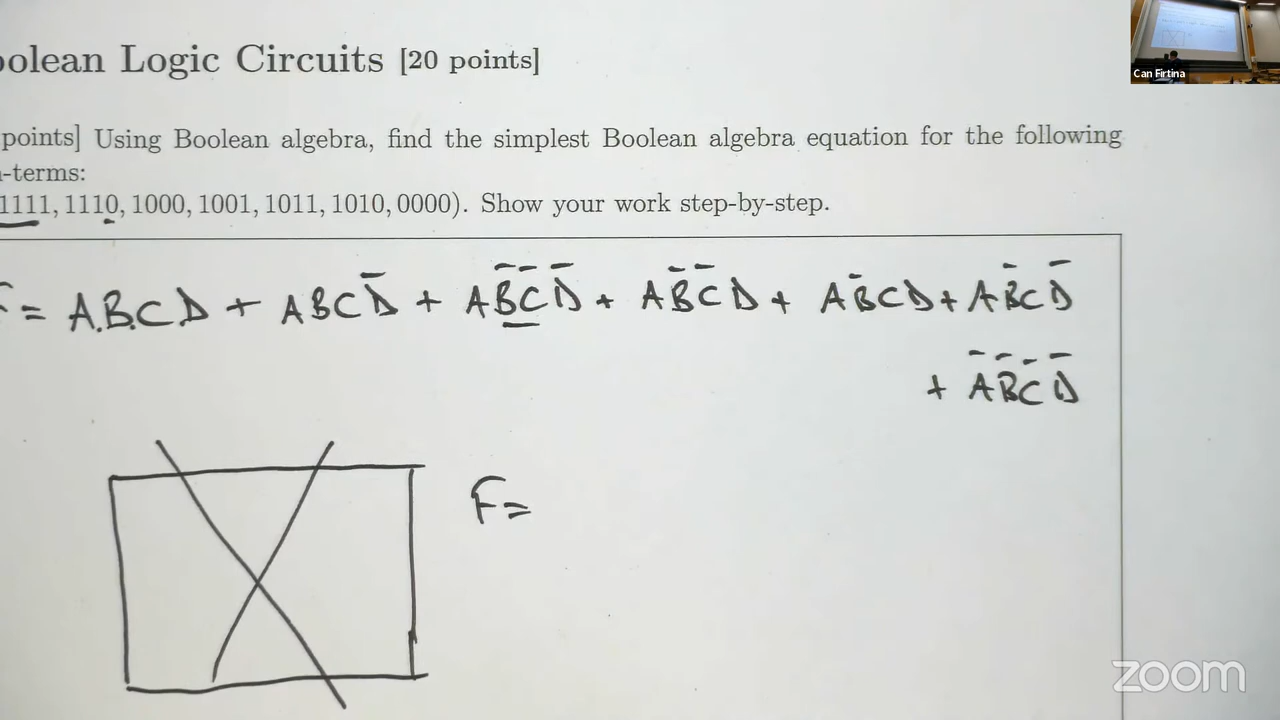 oolean Logic Circuits [20 points]
points] Using Boolean algebra, find the simplest Boolean algebra equation for the following
-terms:
1111, 1110, 1000, 1001, 1011, 1010, 0000). Show your work step-by-step.
F = A.B.C.D + ABCD̅ + AB̅C̅D̅ + AB̅C̅D + AB̅CD + AB̅CD̅
+ A̅B̅C̅D̅
F=
Can Firtina
zoom